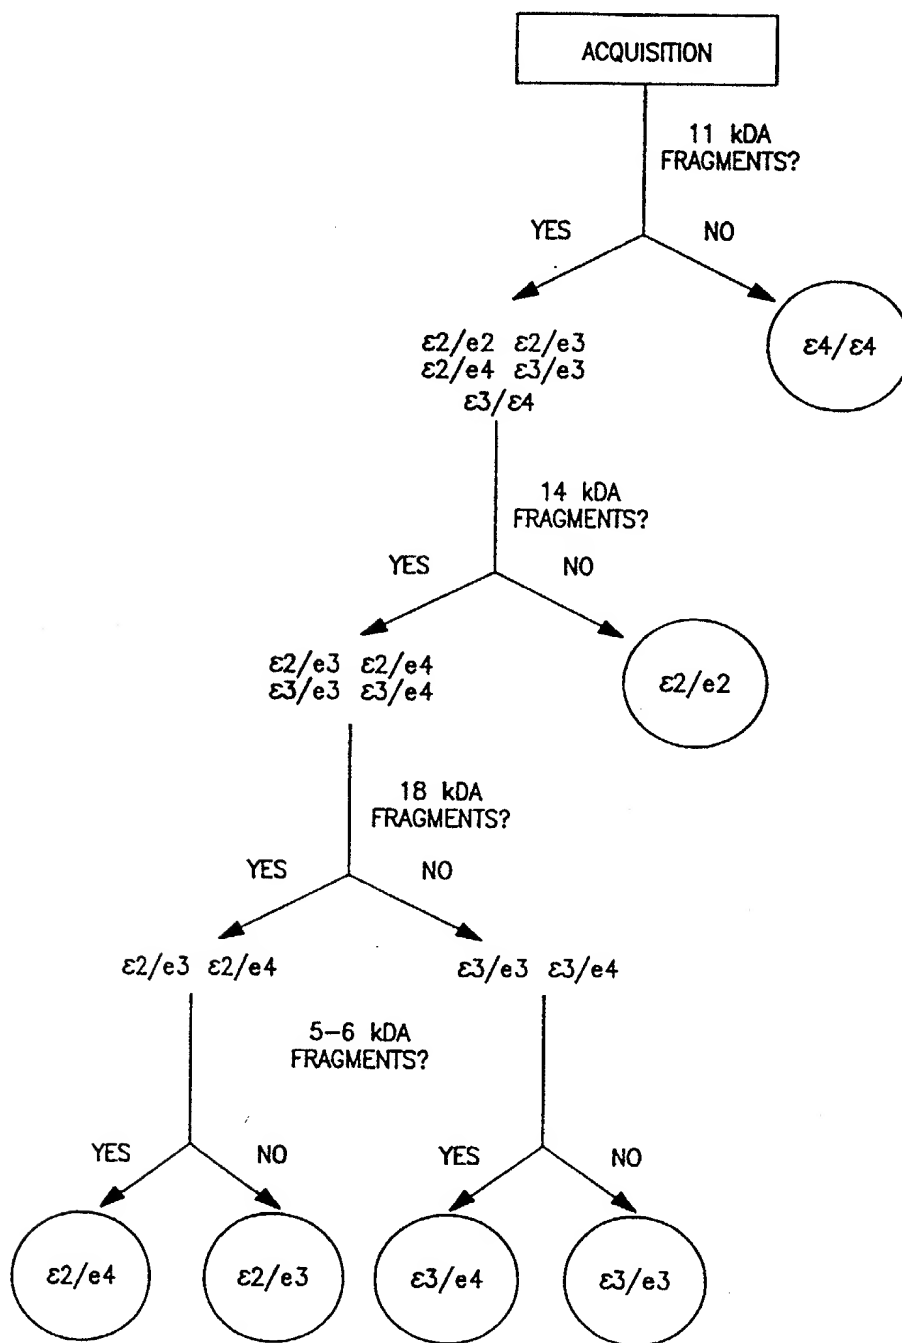 ACQUISITION
11 kDA
FRAGMENTS?
YES NO
ε2/e2 ε2/e3
ε2/e4 ε3/e3
ε3/ε4
ε4/ε4
14 kDA
FRAGMENTS?
YES NO
ε2/e3 ε2/e4
ε3/e3 ε3/e4
ε2/e2
18 kDA
FRAGMENTS?
YES NO
ε2/e3 ε2/e4
ε3/e3 ε3/e4
5-6 kDA
FRAGMENTS?
YES NO
YES NO
ε2/e4
ε2/e3
ε3/e4
ε3/e3